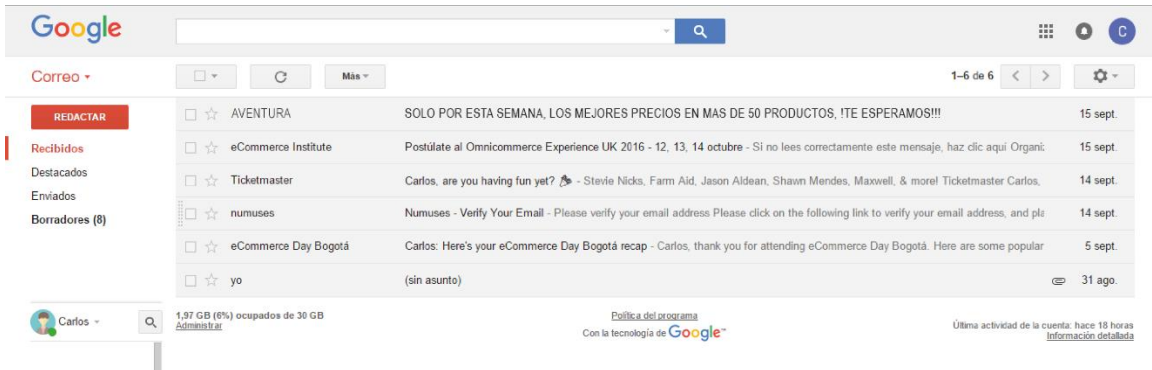 Google
C
Correo
Más
1–6 de 6
REDACTAR
Recibidos
Destacados
Enviados
Borradores (8)
AVENTURA SOLO POR ESTA SEMANA, LOS MEJORES PRECIOS EN MAS DE 50 PRODUCTOS, !TE ESPERAMOS!!! 15 sept.
eCommerce Institute Postúlate al Omnicommerce Experience UK 2016 - 12, 13, 14 octubre - Si no lees correctamente este mensaje, haz clic aquí Organiz 15 sept.
Ticketmaster Carlos, are you having fun yet? - Stevie Nicks, Farm Aid, Jason Aldean, Shawn Mendes, Maxwell, & more! Ticketmaster Carlos, 14 sept.
numuses Numuses - Verify Your Email - Please verify your email address Please click on the following link to verify your email address, and pla 14 sept.
eCommerce Day Bogotá Carlos: Here's your eCommerce Day Bogotá recap - Carlos, thank you for attending eCommerce Day Bogotá. Here are some popular 5 sept.
yo (sin asunto) 31 ago.
Carlos
1,97 GB (6%) ocupados de 30 GB
Administrar
Política del programa
Con la tecnología de Google™
Última actividad de la cuenta: hace 18 horas
Información detallada